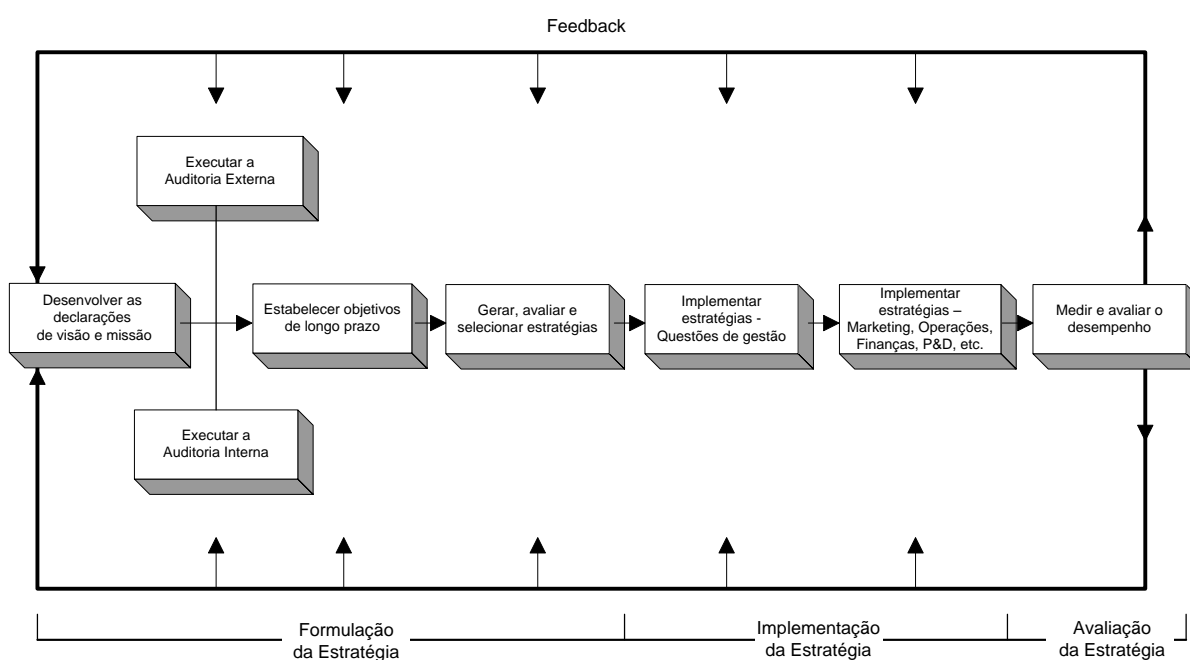 Feedback
Executar a
Auditoria Externa
Desenvolver as
declarações
de visão e missão
Estabelecer objetivos
de longo prazo
Gerar, avaliar e
selecionar estratégias
Implementar
estratégias -
Questões de gestão
Implementar
estratégias –
Marketing, Operações,
Finanças, P&D, etc.
Medir e avaliar o
desempenho
Executar a
Auditoria Interna
Formulação
da Estratégia
Implementação
da Estratégia
Avaliação
da Estratégia